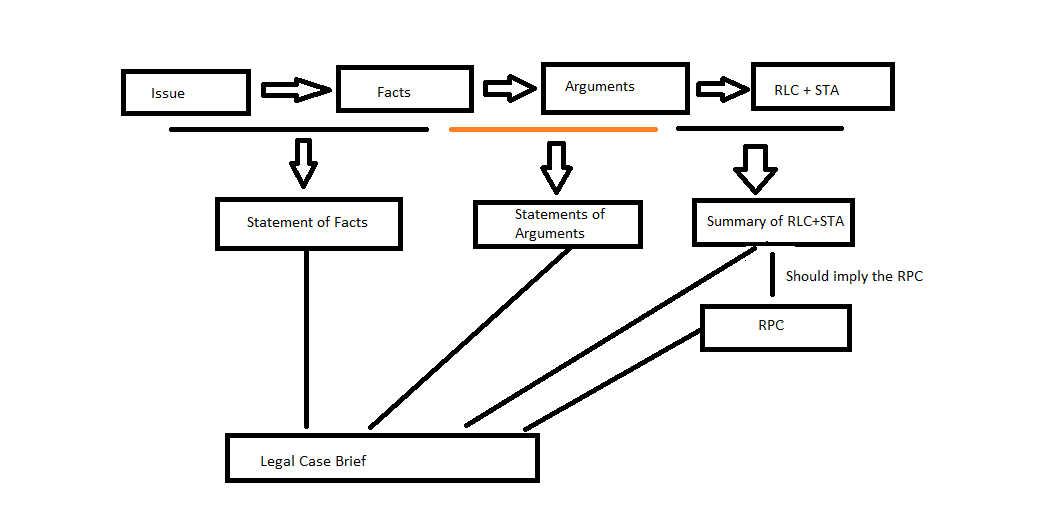 Issue
Facts
Arguments
RLC + STA
Statement of Facts
Statements of
Arguments
Summary of RLC+STA
Should imply the RPC
RPC
Legal Case Brief